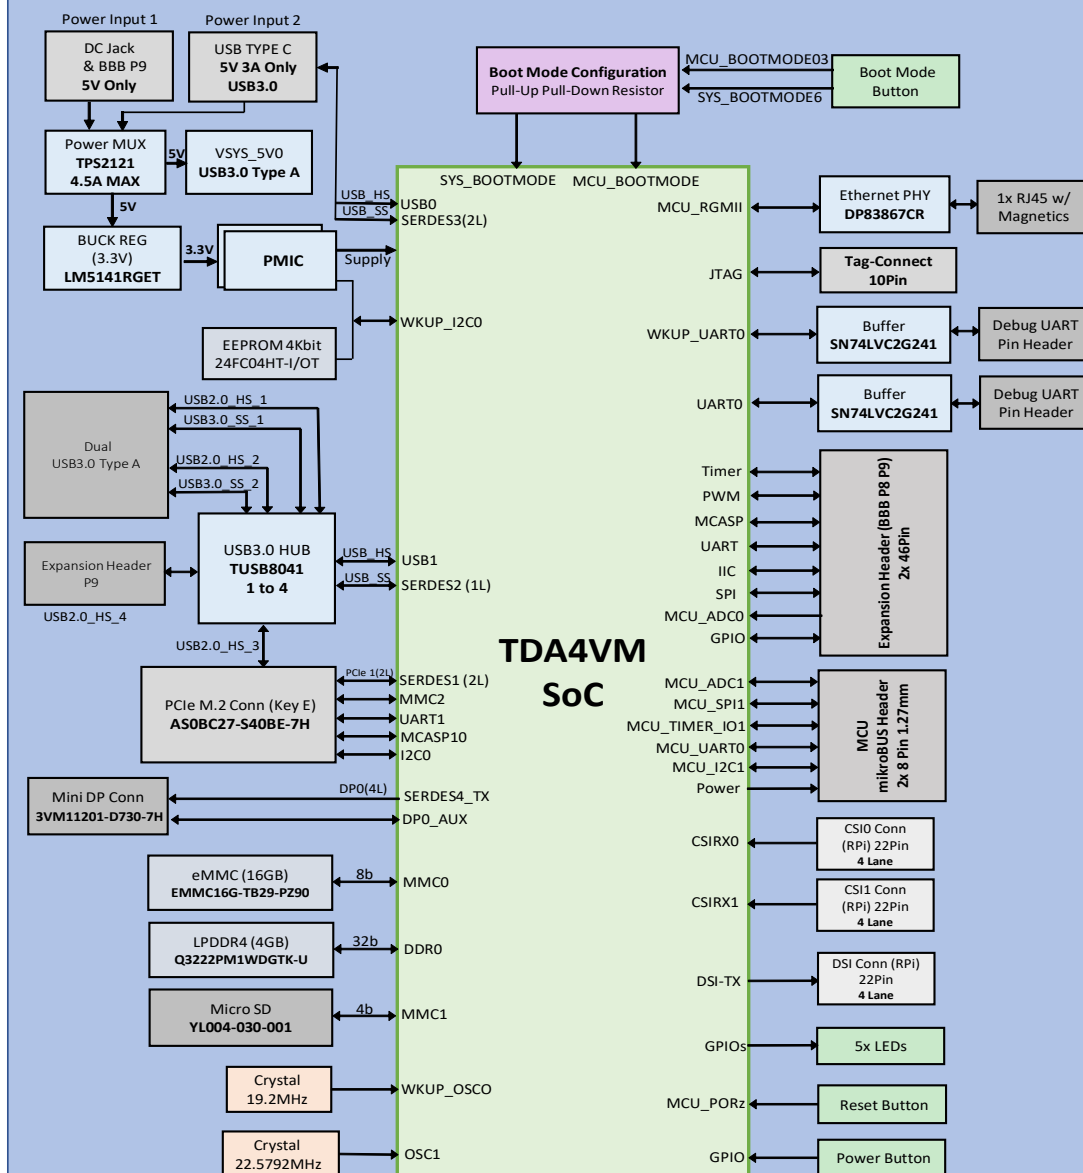 Power Input 1
Power Input 2
DC Jack
& BBB P9
5V Only
USB TYPE C
5V 3A Only
USB3.0
Boot Mode Configuration
Pull-Up Pull-Down Resistor
MCU_BOOTMODE03
SYS_BOOTMODE6
Boot Mode
Button
Power MUX
TPS2121
4.5A MAX
5V
VSYS_5V0
USB3.0 Type A
5V
BUCK REG
(3.3V)
LM5141RGET
3.3V
PMIC
Supply
EEPROM 4Kbit
24FC04HT-I/OT
SYS_BOOTMODE
MCU_BOOTMODE
USB_HS
USB_SS
USB0
SERDES3(2L)
WKUP_I2C0
MCU_RGMII
Ethernet PHY
DP83867CR
1x RJ45 w/
Magnetics
JTAG
Tag-Connect
10Pin
WKUP_UART0
Buffer
SN74LVC2G241
Debug UART
Pin Header
UART0
Buffer
SN74LVC2G241
Debug UART
Pin Header
Dual
USB3.0 Type A
USB2.0_HS_1
USB3.0_SS_1
USB2.0_HS_2
USB3.0_SS_2
USB3.0 HUB
TUSB8041
1 to 4
Expansion Header
P9
USB2.0_HS_4
USB2.0_HS_3
USB_HS
USB_SS
USB1
SERDES2 (1L)
Timer
PWM
MCASP
UART
IIC
SPI
MCU_ADC0
GPIO
Expansion Header (BBB P8 P9)
2x 46Pin
TDA4VM
SoC
PCIe M.2 Conn (Key E)
AS0BC27-S40BE-7H
PCIe 1(2L)
SERDES1 (2L)
MMC2
UART1
MCASP10
I2C0
MCU_ADC1
MCU_SPI1
MCU_TIMER_IO1
MCU_UART0
MCU_I2C1
Power
MCU
mikroBUS Header
2x 8 Pin 1.27mm
Mini DP Conn
3VM11201-D730-7H
DP0(4L)
SERDES4_TX
DP0_AUX
CSIRX0
CSI0 Conn
(RPi) 22Pin
4 Lane
eMMC (16GB)
EMMC16G-TB29-PZ90
8b
MMC0
CSIRX1
CSI1 Conn
(RPi) 22Pin
4 Lane
LPDDR4 (4GB)
Q3222PM1WDGTK-U
32b
DDR0
DSI-TX
DSI Conn (RPi)
22Pin
4 Lane
Micro SD
YL004-030-001
4b
MMC1
GPIOs
5x LEDs
Crystal
19.2MHz
WKUP_OSCO
MCU_PORz
Reset Button
Crystal
22.5792MHz
OSC1
GPIO
Power Button